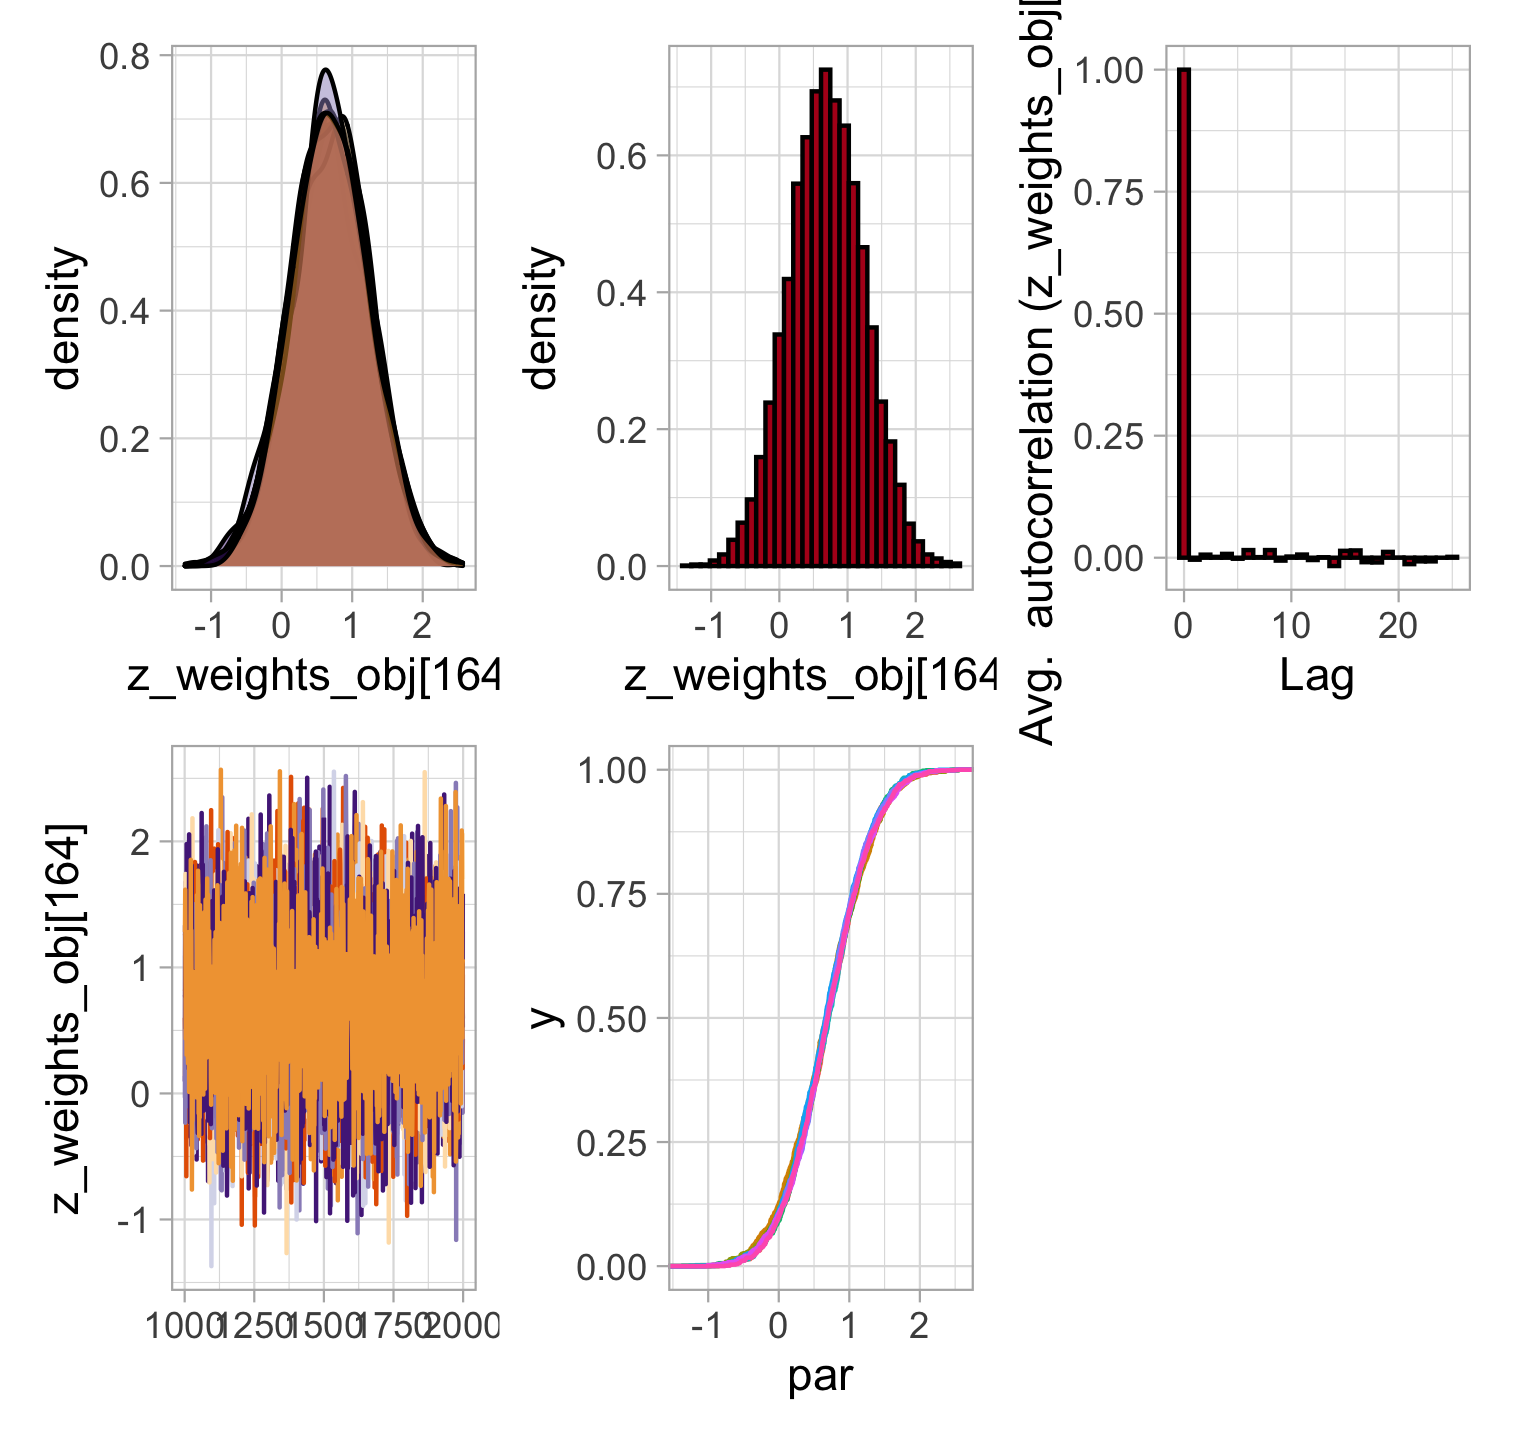 density
0.8
0.6
0.4
0.2
0.0
-1 0 1 2
z_weights_obj[164
density
0.6
0.4
0.2
0.0
-1 0 1 2
z_weights_obj[164
Avg. autocorrelation (z_weights_obj[
1.00
0.75
0.50
0.25
0.00
0 10 20
Lag
z_weights_obj[164]
2
1
0
-1
1000 1250 1500 1750 2000
y
1.00
0.75
0.50
0.25
0.00
-1 0 1 2
par